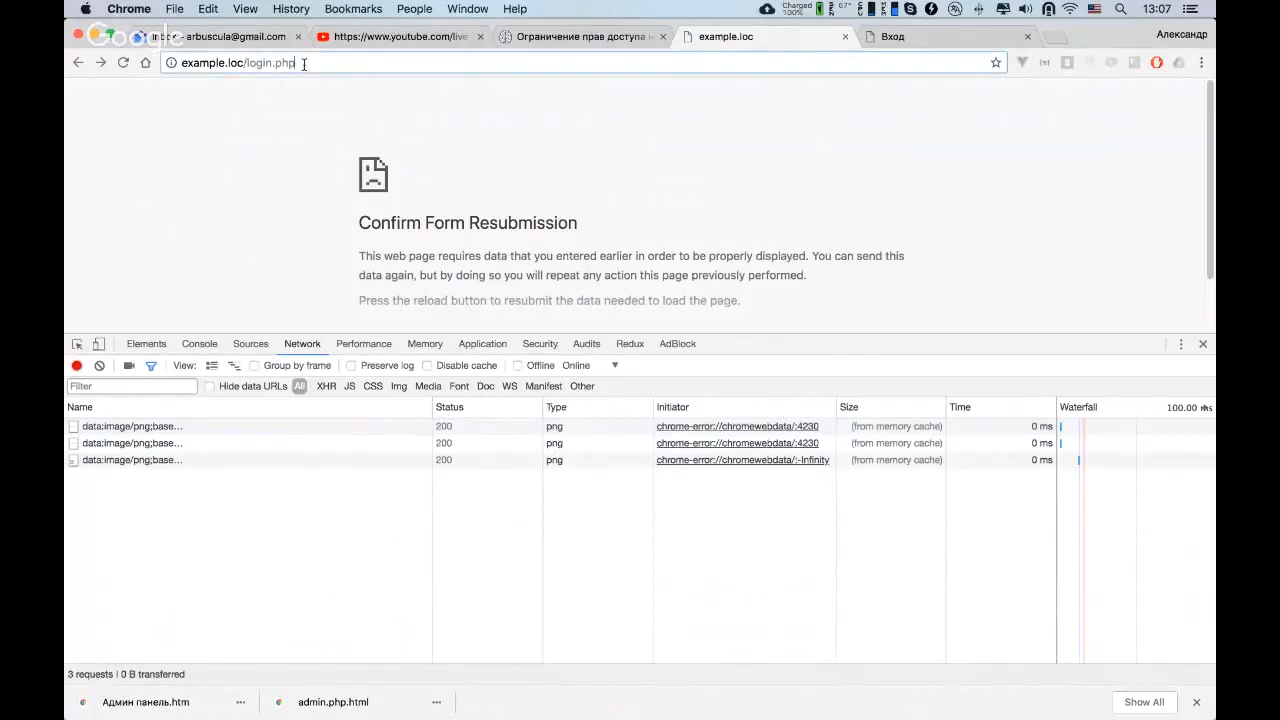 Chrome File Edit View History Bookmarks People Window Help Charged 100% 67° 13:07
Google
arbuscula@gmail.com https://www.youtube.com/live Ограничение прав доступа н example.loc Вход Александр
example.loc/login.php
Confirm Form Resubmission
This web page requires data that you entered earlier in order to be properly displayed. You can send this
data again, but by doing so you will repeat any action this page previously performed.
Press the reload button to resubmit the data needed to load the page.
Elements Console Sources Network Performance Memory Application Security Audits Redux AdBlock
View: Group by frame Preserve log Disable cache Offline Online
Filter Hide data URLs All XHR JS CSS Img Media Font Doc WS Manifest Other
Name Status Type Initiator Size Time Waterfall 100.00 ms
data:image/png;base... 200 png chrome-error://chromewebdata/:4230 (from memory cache) 0 ms
data:image/png;base... 200 png chrome-error://chromewebdata/:4230 (from memory cache) 0 ms
data:image/png;base... 200 png chrome-error://chromewebdata/:-Infinity (from memory cache) 0 ms
3 requests | 0 B transferred
Админ панель.htm admin.php.html Show All